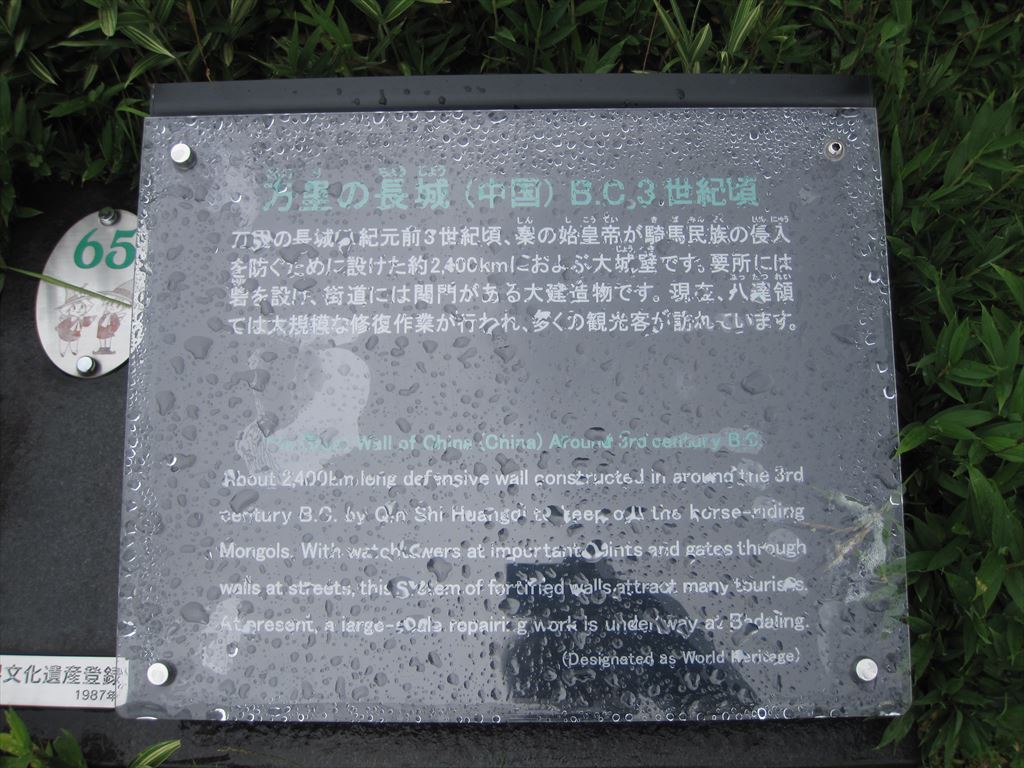 65
万里の長城(中国) B.C.3世紀頃
万里の長城は紀元前3世紀頃、秦の始皇帝が騎馬民族の侵入
を防ぐために設けた約2,400kmにおよぶ大城壁です。要所には
砦を設け、街道には関門がある大建造物です。現在、八達領
では大規模な修復作業が行われ、多くの観光客が訪れています。
The Great Wall of China (China) Around 3rd century B.C.
About 2,400km long defensive wall constructed in around the 3rd
century B.C. by Qin Shi Huangdi to keep out the horse-riding
Mongols. With watchtowers at important points and gates through
walls at streets, this system of fortified walls attract many tourists.
At present, a large-scale repairing work is under way at Badaling.
(Designated as World Heritage)
文化遺産登録
1987年